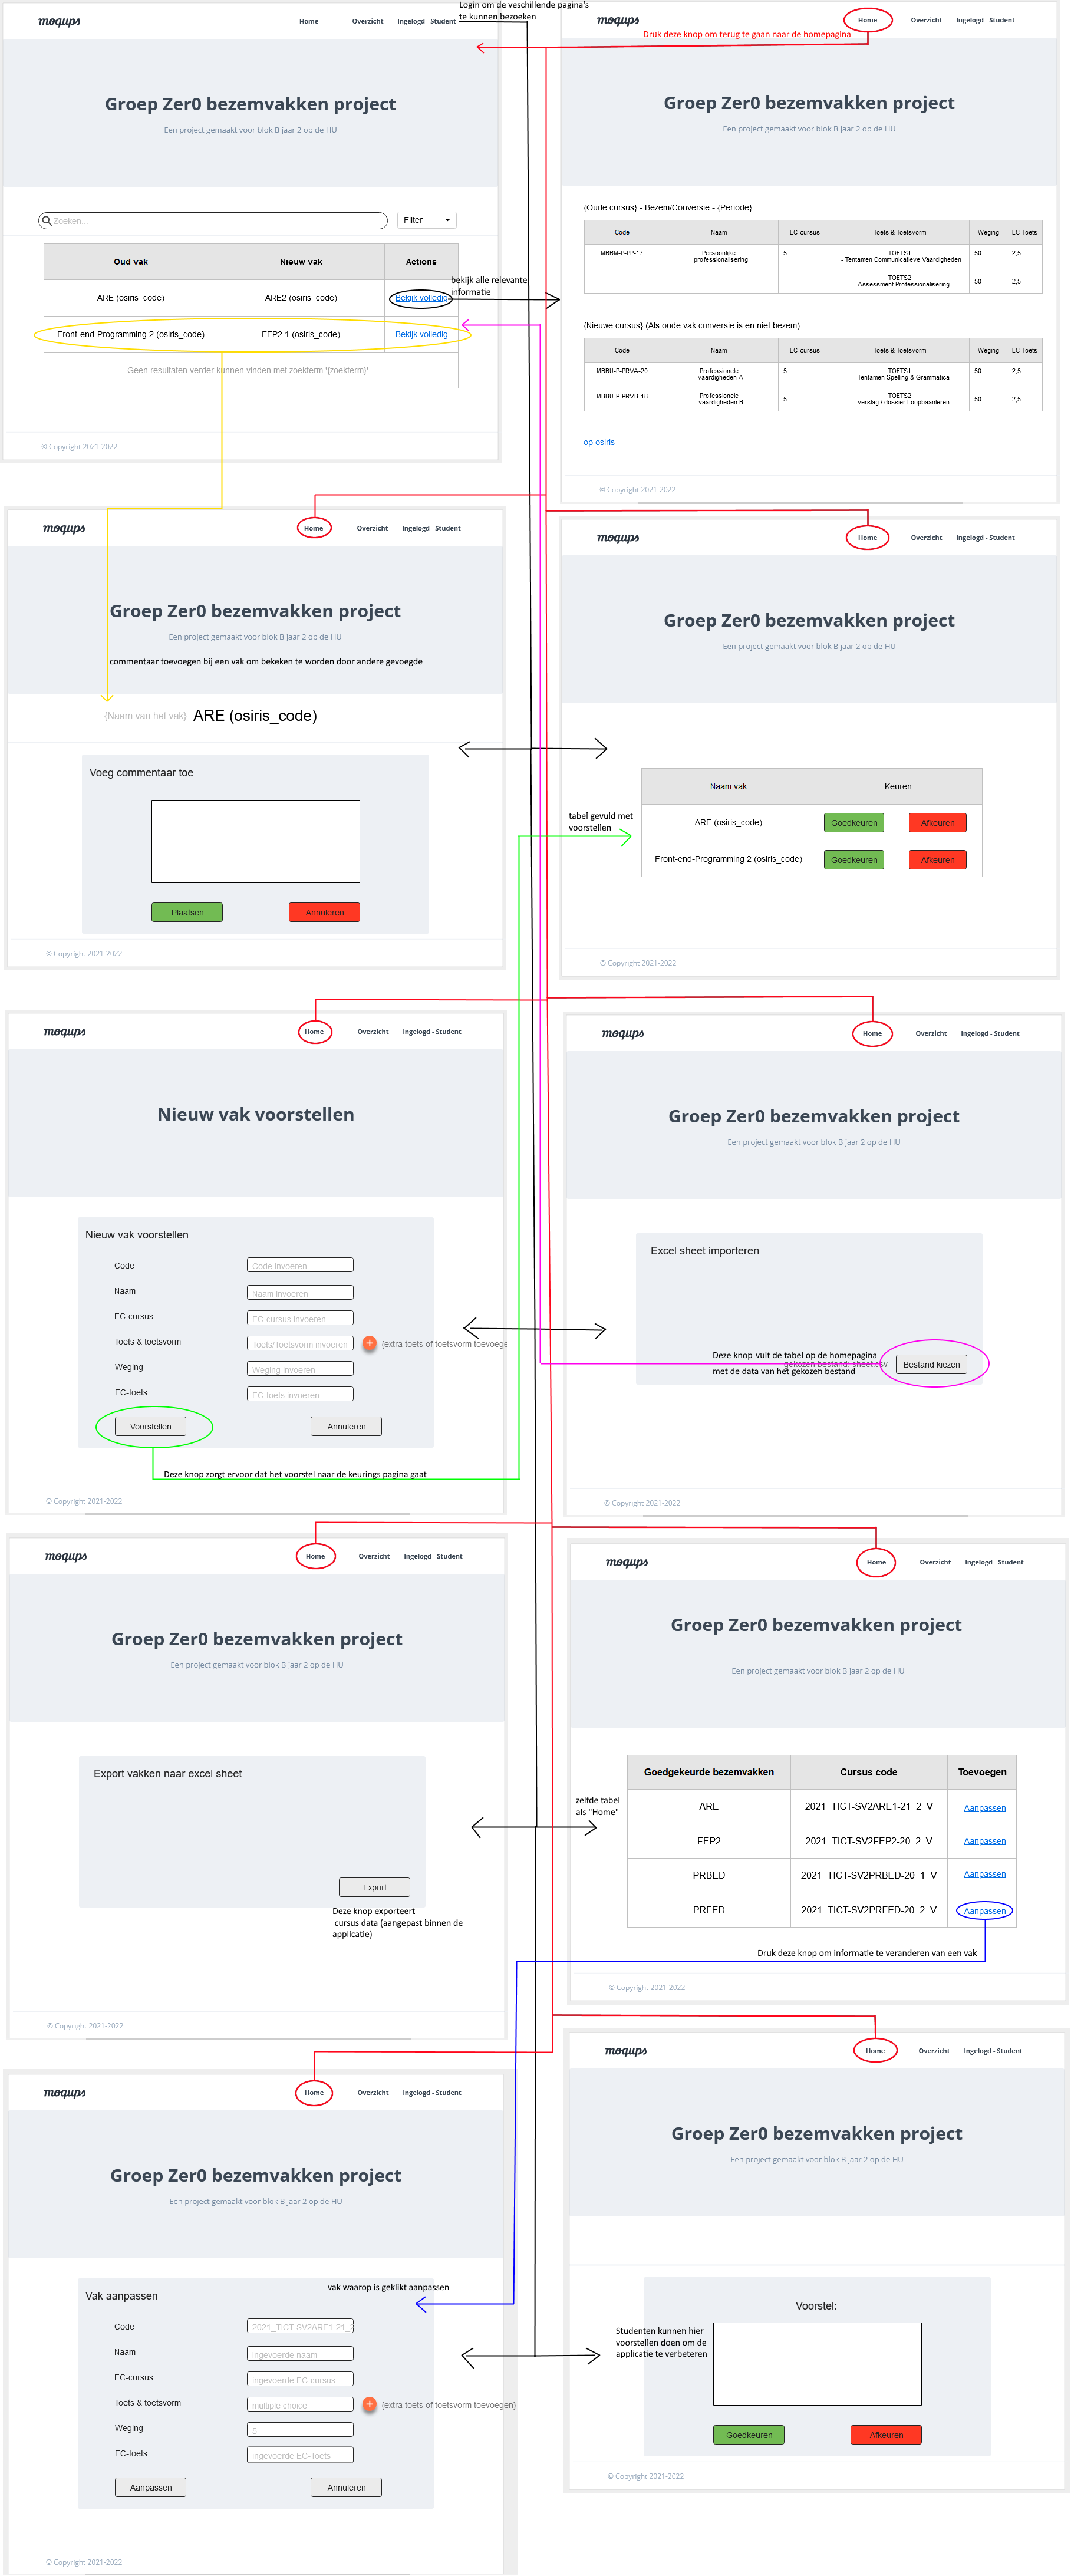 Login om de veschillende pagina's
te kunnen bezoeken
moqups
Home Overzicht Ingelogd - Student
Groep Zer0 bezemvakken project
Een project gemaakt voor blok B jaar 2 op de HU
Zoeken...
Filter
Oud vak Nieuw vak Actions
ARE (osiris_code) ARE2 (osiris_code) Bekijk volledig
Front-end-Programming 2 (osiris_code) FEP2.1 (osiris_code) Bekijk volledig
Geen resultaten verder kunnen vinden met zoekterm '{zoekterm}'...
© Copyright 2021-2022
bekijk alle relevante
informatie
moqups
Home Overzicht Ingelogd - Student
Druk deze knop om terug te gaan naar de homepagina
Groep Zer0 bezemvakken project
Een project gemaakt voor blok B jaar 2 op de HU
{Oude cursus} - Bezem/Conversie - {Periode}
Code Naam EC-cursus Toets & Toetsvorm Weging EC-Toets
MBBM-P-PP-17 Persoonlijke professionalisering 5 TOETS1 - Tentamen Communicatieve Vaardigheden 50 2,5
TOETS2 - Assessment Professionalisering 50 2,5
{Nieuwe cursus} (Als oude vak conversie is en niet bezem)
Code Naam EC-cursus Toets & Toetsvorm Weging EC-Toets
MBBU-P-PRVA-20 Professionele vaardigheden A 5 TOETS1 - Tentamen Spelling & Grammatica 50 2,5
MBBU-P-PRVB-18 Professionele vaardigheden B 5 TOETS2 - verslag / dossier Loopbaanleren 50 2,5
op osiris
© Copyright 2021-2022
moqups
Home Overzicht Ingelogd - Student
Groep Zer0 bezemvakken project
Een project gemaakt voor blok B jaar 2 op de HU
commentaar toevoegen bij een vak om bekeken te worden door andere gevoegde
{Naam van het vak} ARE (osiris_code)
Voeg commentaar toe
Plaatsen Annuleren
© Copyright 2021-2022
moqups
Home Overzicht Ingelogd - Student
Groep Zer0 bezemvakken project
Een project gemaakt voor blok B jaar 2 op de HU
tabel gevuld met
voorstellen
Naam vak Keuren
ARE (osiris_code) Goedkeuren Afkeuren
Front-end-Programming 2 (osiris_code) Goedkeuren Afkeuren
© Copyright 2021-2022
moqups
Home Overzicht Ingelogd - Student
Nieuw vak voorstellen
Nieuw vak voorstellen
Code Code invoeren
Naam Naam invoeren
EC-cursus EC-cursus invoeren
Toets & toetsvorm Toets/Toetsvorm invoeren + (extra toets of toetsvorm toevoege
Weging Weging invoeren
EC-toets EC-toets invoeren
Voorstellen Annuleren
Deze knop zorgt ervoor dat het voorstel naar de keurings pagina gaat
© Copyright 2021-2022
moqups
Home Overzicht Ingelogd - Student
Groep Zer0 bezemvakken project
Een project gemaakt voor blok B jaar 2 op de HU
Excel sheet importeren
Deze knop vult de tabel op de homepagina
gekozen bestand: sheet.csv
met de data van het gekozen bestand
Bestand kiezen
© Copyright 2021-2022
moqups
Home Overzicht Ingelogd - Student
Groep Zer0 bezemvakken project
Een project gemaakt voor blok B jaar 2 op de HU
Export vakken naar excel sheet
Export
Deze knop exporteert
cursus data (aangepast binnen de
applicatie)
© Copyright 2021-2022
moqups
Home Overzicht Ingelogd - Student
Groep Zer0 bezemvakken project
Een project gemaakt voor blok B jaar 2 op de HU
zelfde tabel
als "Home"
Goedgekeurde bezemvakken Cursus code Toevoegen
ARE 2021_TICT-SV2ARE1-21_2_V Aanpassen
FEP2 2021_TICT-SV2FEP2-20_2_V Aanpassen
PRBED 2021_TICT-SV2PRBED-20_1_V Aanpassen
PRFED 2021_TICT-SV2PRFED-20_2_V Aanpassen
Druk deze knop om informatie te veranderen van een vak
© Copyright 2021-2022
moqups
Home Overzicht Ingelogd - Student
Groep Zer0 bezemvakken project
Een project gemaakt voor blok B jaar 2 op de HU
vak waarop is geklikt aanpassen
Vak aanpassen
Code 2021_TICT-SV2ARE1-21_2
Naam Ingevoerde naam
EC-cursus ingevoerde EC-cursus
Toets & toetsvorm multiple choice + (extra toets of toetsvorm toevoegen)
Weging 5
EC-toets ingevoerde EC-Toets
Aanpassen Annuleren
© Copyright 2021-2022
moqups
Home Overzicht Ingelogd - Student
Groep Zer0 bezemvakken project
Een project gemaakt voor blok B jaar 2 op de HU
Studenten kunnen hier
voorstellen doen om de
applicatie te verbeteren
Voorstel:
Goedkeuren Afkeuren
© Copyright 2021-2022